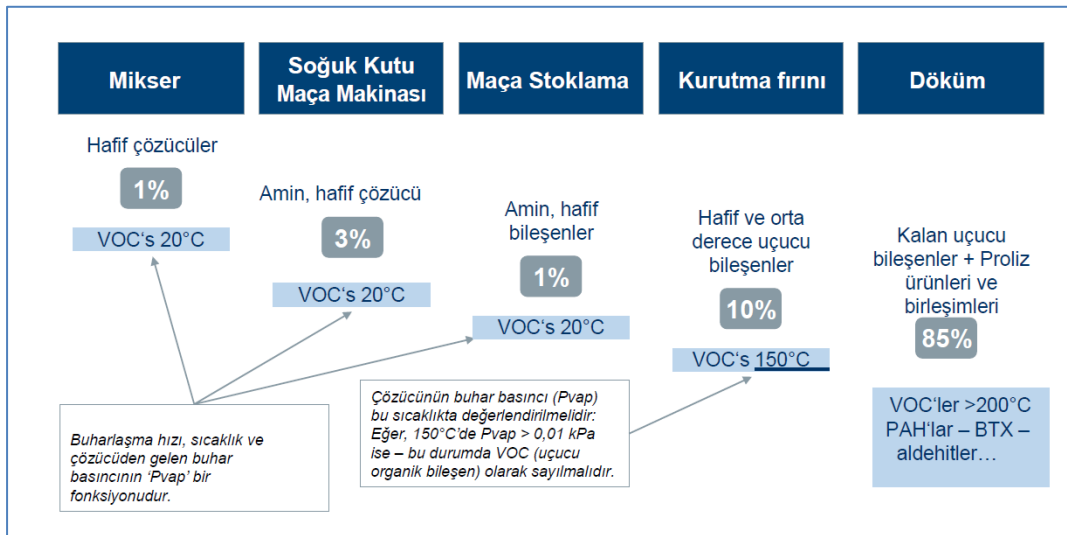 Mikser
Soğuk Kutu
Maça Makinası
Maça Stoklama
Kurutma fırını
Döküm
Hafif çözücüler
1%
VOC‘s 20°C
Amin, hafif çözücü
3%
VOC‘s 20°C
Amin, hafif
bileşenler
1%
VOC‘s 20°C
Hafif ve orta
derece uçucu
bileşenler
10%
VOC‘s 150°C
Kalan uçucu
bileşenler + Proliz
ürünleri ve
birleşimleri
85%
VOC‘ler >200°C
PAH‘lar – BTX –
aldehitler…
Buharlaşma hızı, sıcaklık ve
çözücüden gelen buhar
basıncının ‘Pvap’ bir
fonksiyonudur.
Çözücünün buhar basıncı (Pvap)
bu sıcaklıkta değerlendirilmelidir:
Eğer, 150°C’de Pvap > 0,01 kPa
ise – bu durumda VOC (uçucu
organik bileşen) olarak sayılmalıdır.